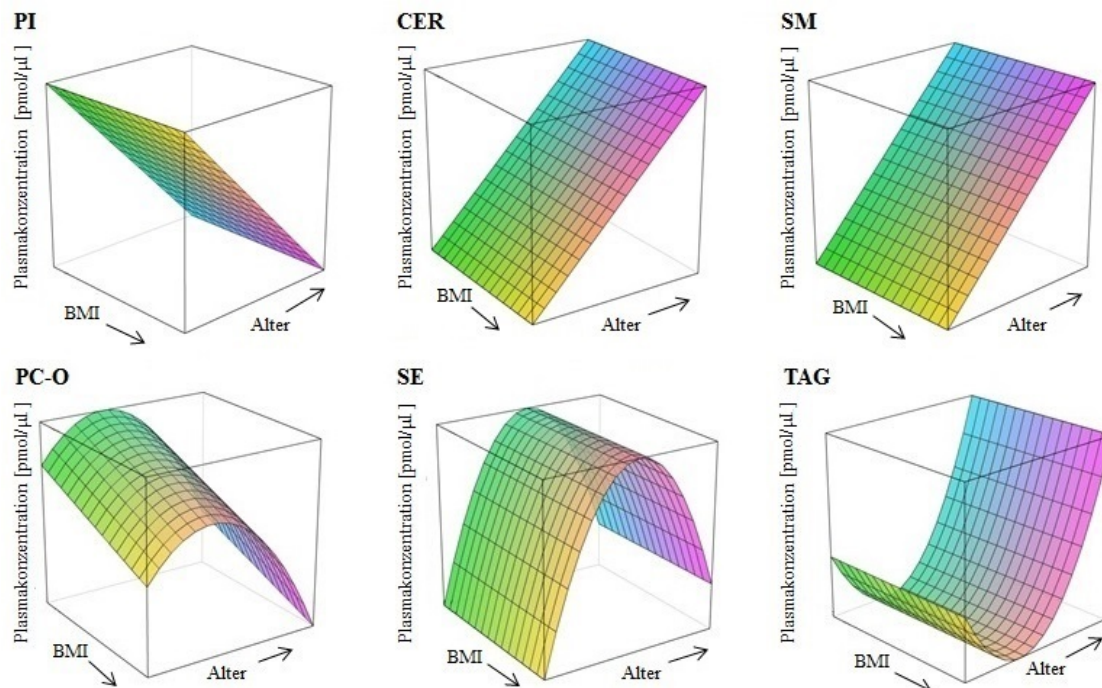 PI
Plasmakonzentration [pmol/µl ]
BMI
Alter
CER
Plasmakonzentration [pmol/µl ]
BMI
Alter
SM
Plasmakonzentration [pmol/µl ]
BMI
Alter
PC-O
Plasmakonzentration [pmol/µl ]
BMI
Alter
SE
Plasmakonzentration [pmol/µl ]
BMI
Alter
TAG
Plasmakonzentration [pmol/µl ]
BMI
Alter